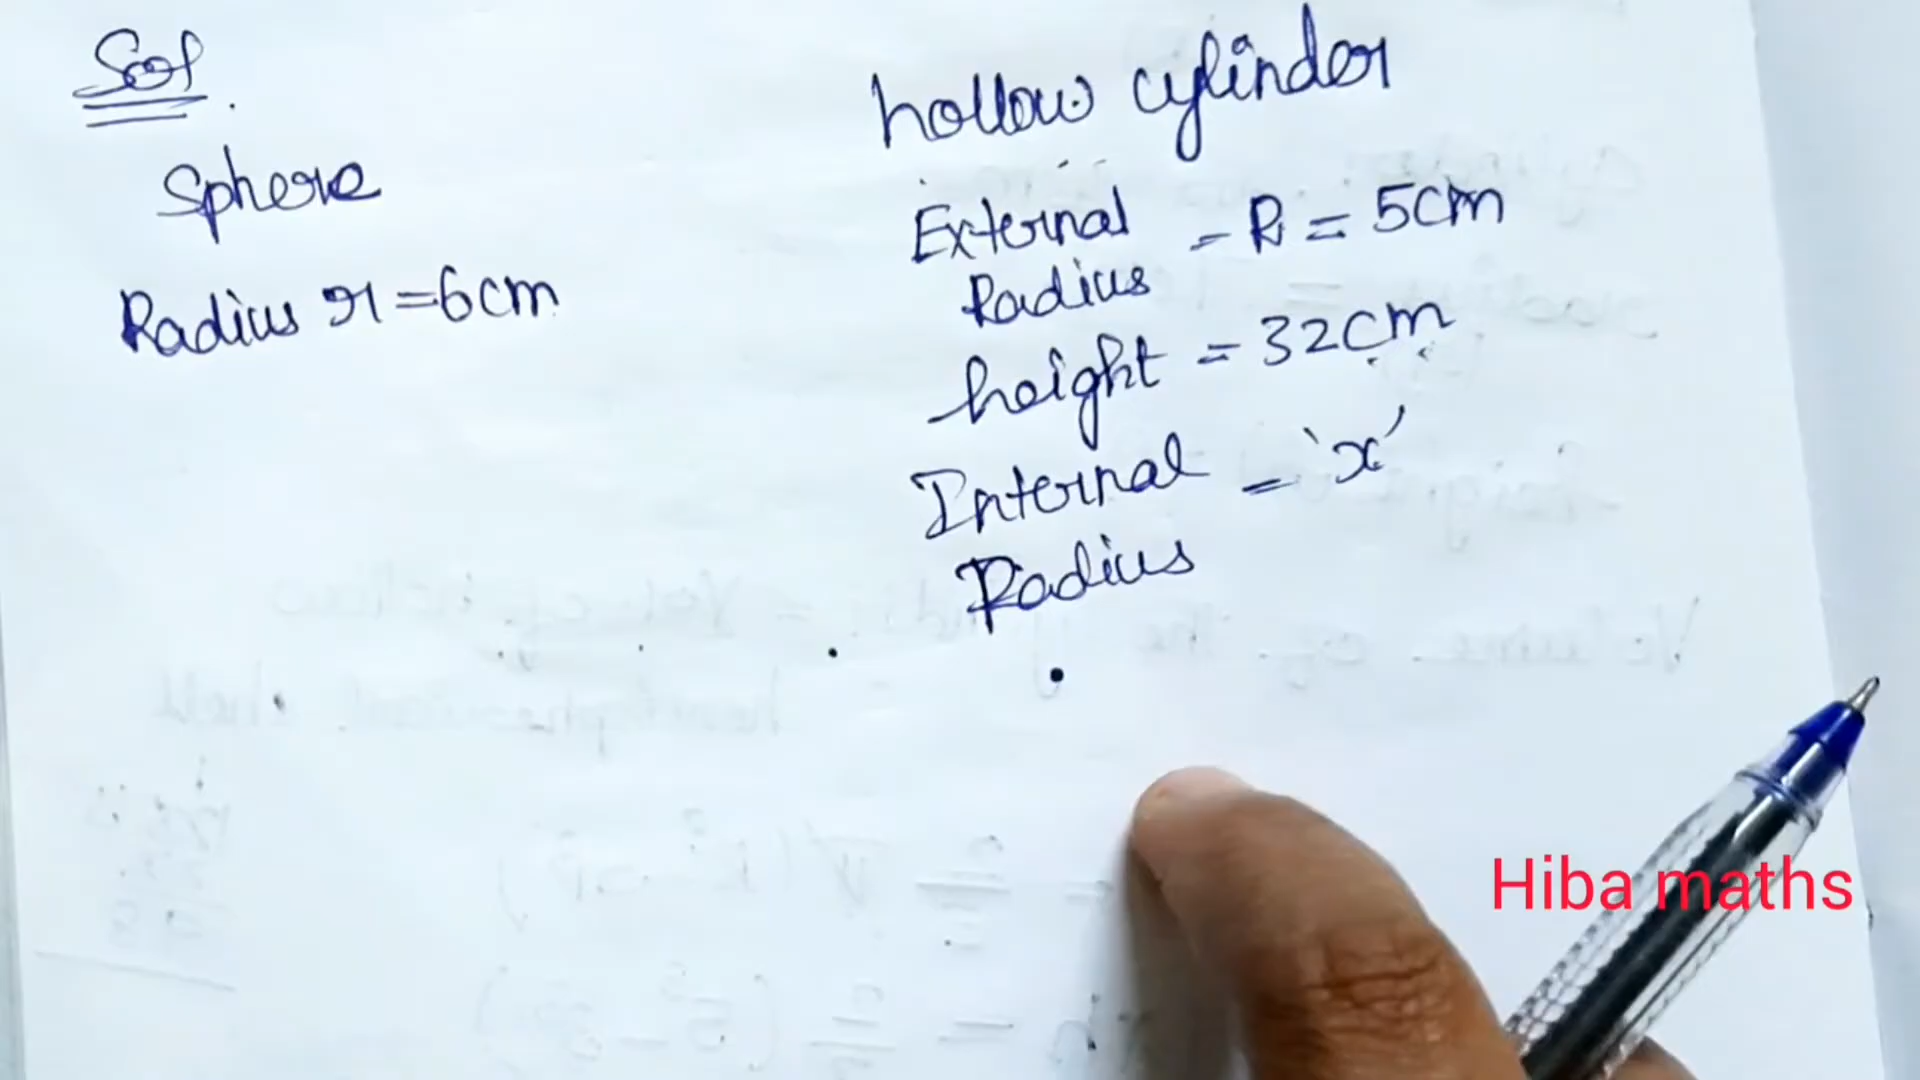 Sol.
Sphere
Radius r = 6cm
hollow cylinder
External Radius = R = 5cm
height = 32cm
Internal Radius = 'x'
Hiba maths